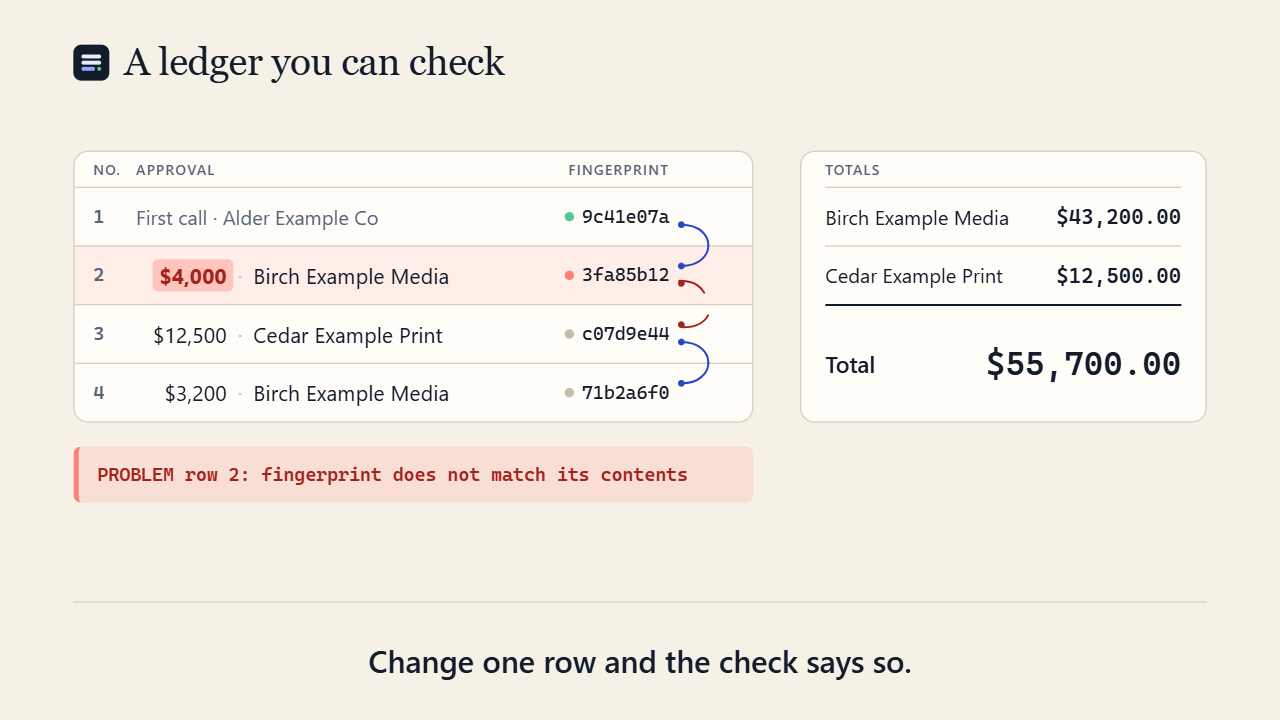 A ledger you can check
NO. APPROVAL FINGERPRINT
1 First call · Alder Example Co 9c41e07a
2 $4,000 · Birch Example Media 3fa85b12
3 $12,500 · Cedar Example Print c07d9e44
4 $3,200 · Birch Example Media 71b2a6f0
PROBLEM row 2: fingerprint does not match its contents
TOTALS
Birch Example Media $43,200.00
Cedar Example Print $12,500.00
Total $55,700.00
Change one row and the check says so.